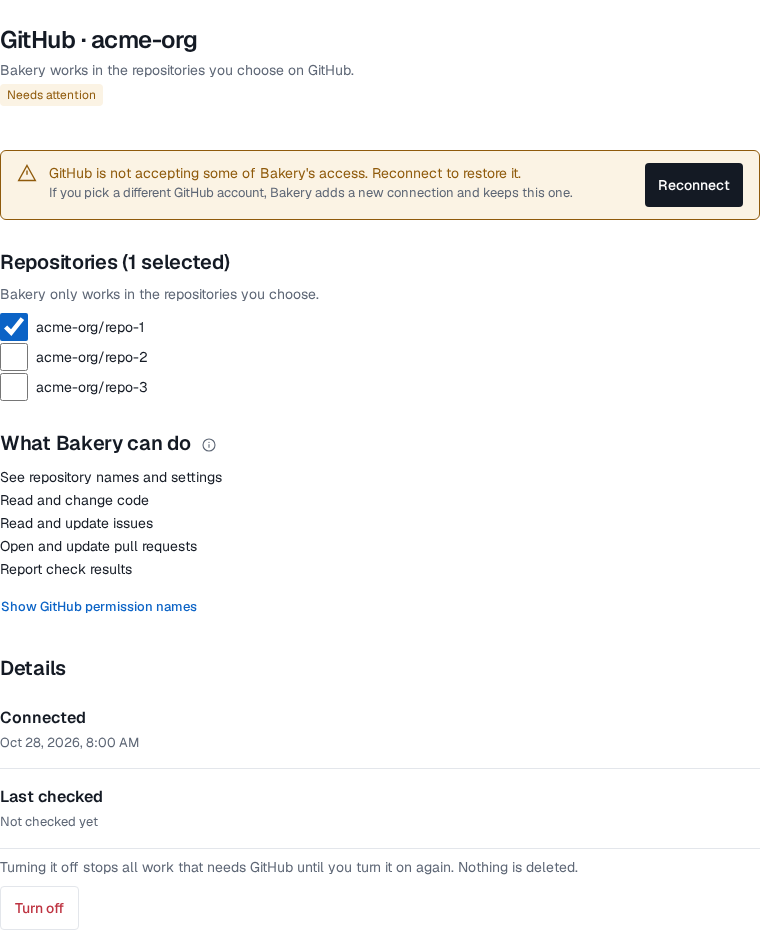 GitHub · acme-org
Bakery works in the repositories you choose on GitHub.
Needs attention
GitHub is not accepting some of Bakery's access. Reconnect to restore it.
If you pick a different GitHub account, Bakery adds a new connection and keeps this one.
Reconnect
Repositories (1 selected)
Bakery only works in the repositories you choose.
acme-org/repo-1
acme-org/repo-2
acme-org/repo-3
What Bakery can do
See repository names and settings
Read and change code
Read and update issues
Open and update pull requests
Report check results
Show GitHub permission names
Details
Connected
Oct 28, 2026, 8:00 AM
Last checked
Not checked yet
Turning it off stops all work that needs GitHub until you turn it on again. Nothing is deleted.
Turn off